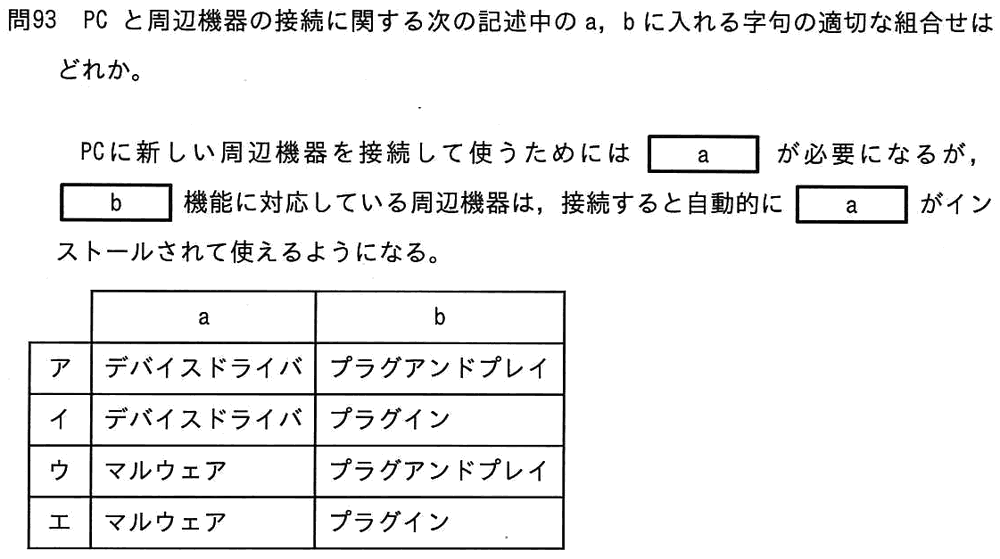 問93 PC と周辺機器の接続に関する次の記述中の a，b に入れる字句の適切な組合せは
どれか。
PCに新しい周辺機器を接続して使うためには a が必要になるが，
b 機能に対応している周辺機器は，接続すると自動的に a がイン
ストールされて使えるようになる。
a b
ア デバイスドライバ プラグアンドプレイ
イ デバイスドライバ プラグイン
ウ マルウェア プラグアンドプレイ
エ マルウェア プラグイン